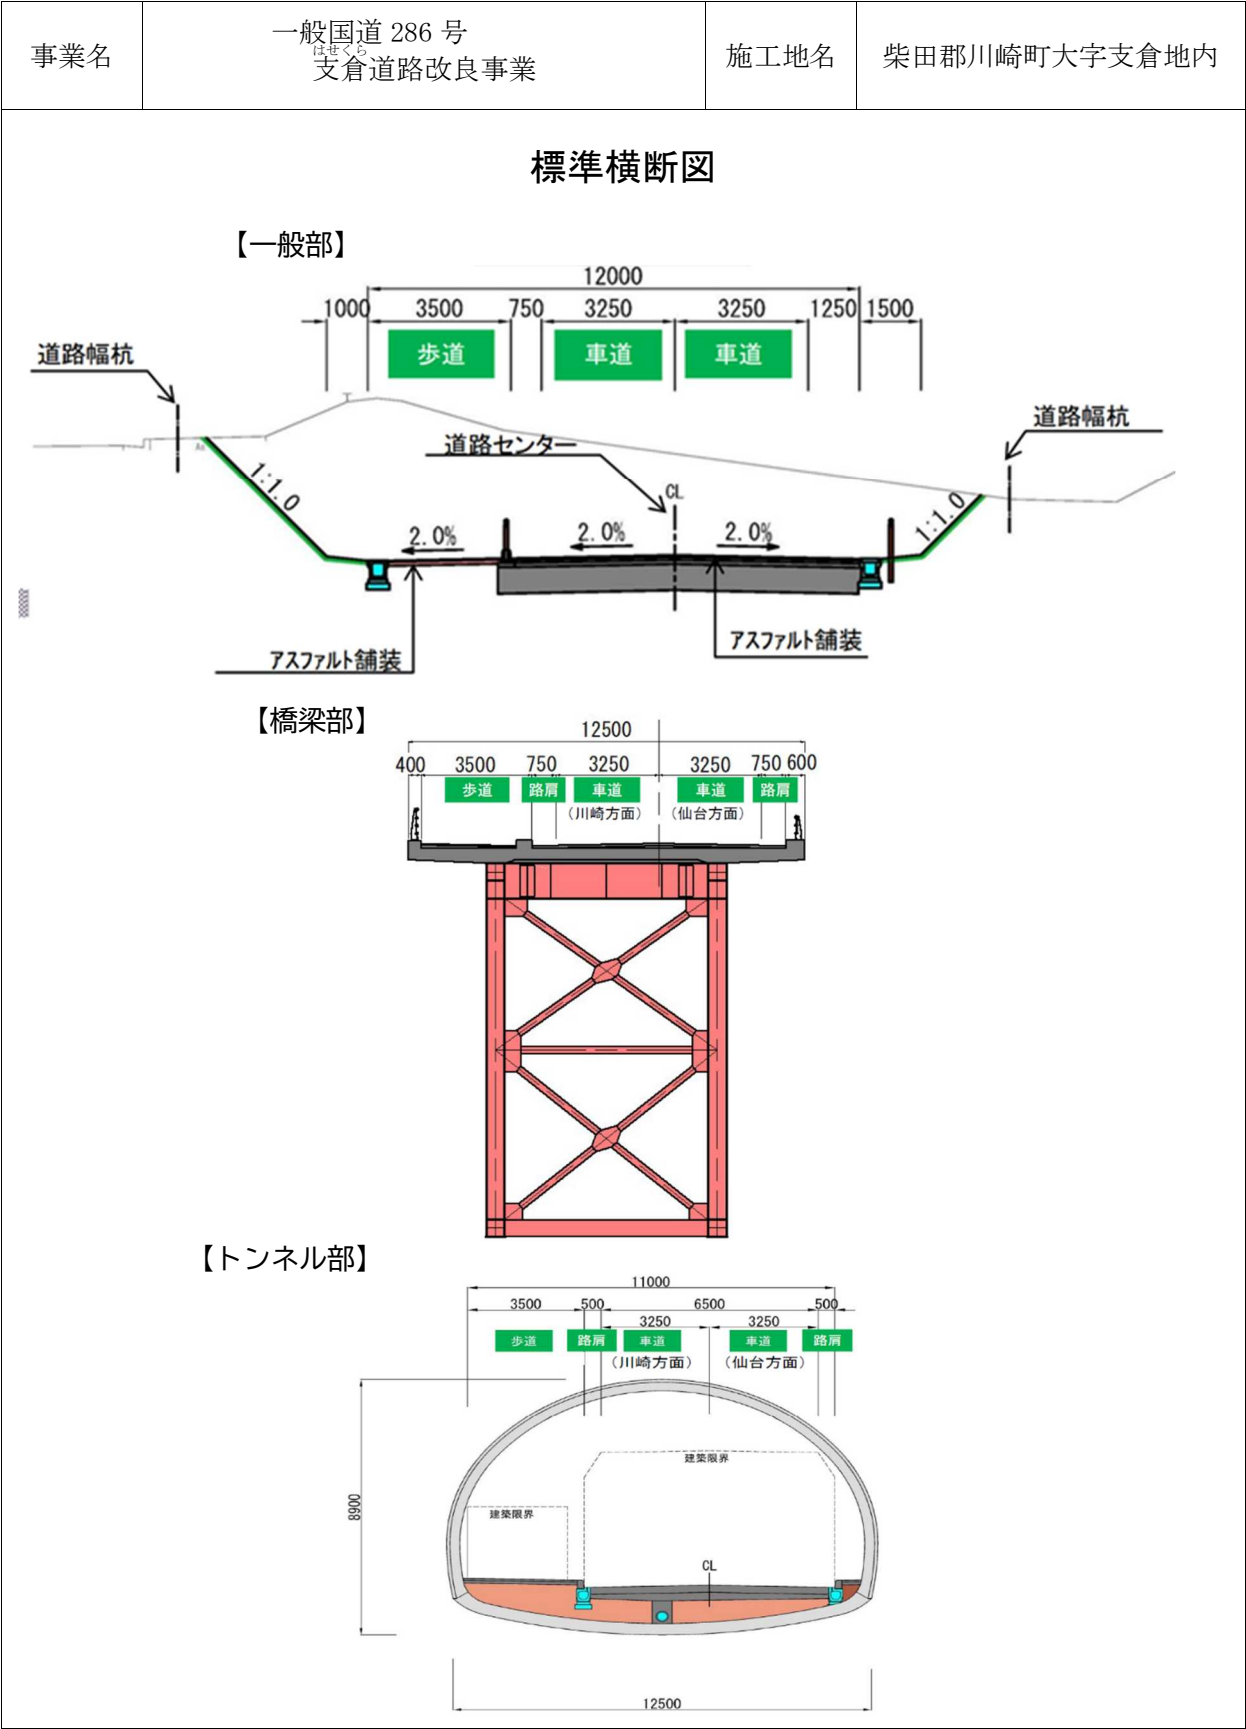 事業名
一般国道 286 号
はせくら
支倉道路改良事業
施工地名
柴田郡川崎町大字支倉地内
標準横断図
【一般部】
12000
1000 3500 750 3250 3250 1250 1500
歩道 車道 車道
道路幅杭
道路幅杭
道路センター
CL
1:1.0
1:1.0
2.0% 2.0% 2.0%
アスファルト舗装
アスファルト舗装
【橋梁部】
12500
400 3500 750 3250 3250 750 600
歩道 路肩 車道 車道 路肩
(川崎方面) (仙台方面)
【トンネル部】
11000
3500 500 6500 500
3250 3250
歩道 路肩 車道 車道 路肩
(川崎方面) (仙台方面)
建築限界
建築限界
8900
CL
12500